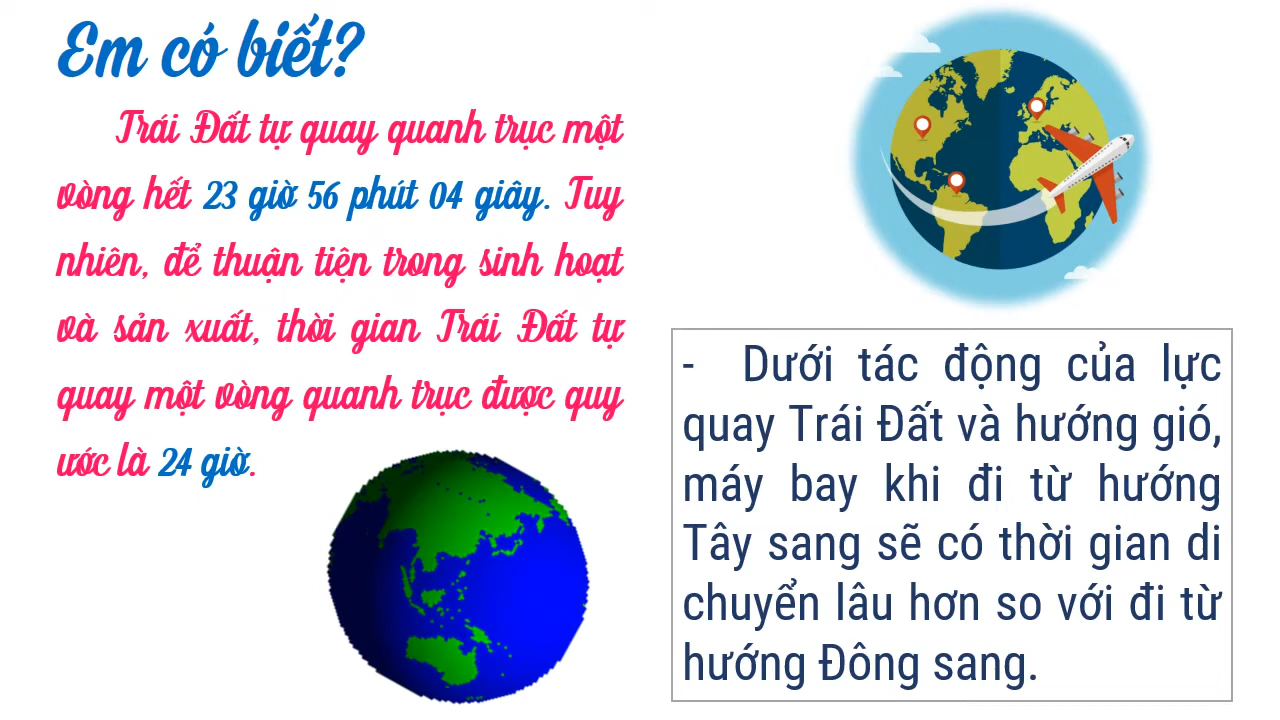 Em có biết?
Trái Đất tự quay quanh trục một
vòng hết 23 giờ 56 phút 04 giây. Tuy
nhiên, để thuận tiện trong sinh hoạt
và sản xuất, thời gian Trái Đất tự
quay một vòng quanh trục được quy
ước là 24 giờ.
- Dưới tác động của lực
quay Trái Đất và hướng gió,
máy bay khi đi từ hướng
Tây sang sẽ có thời gian di
chuyển lâu hơn so với đi từ
hướng Đông sang.